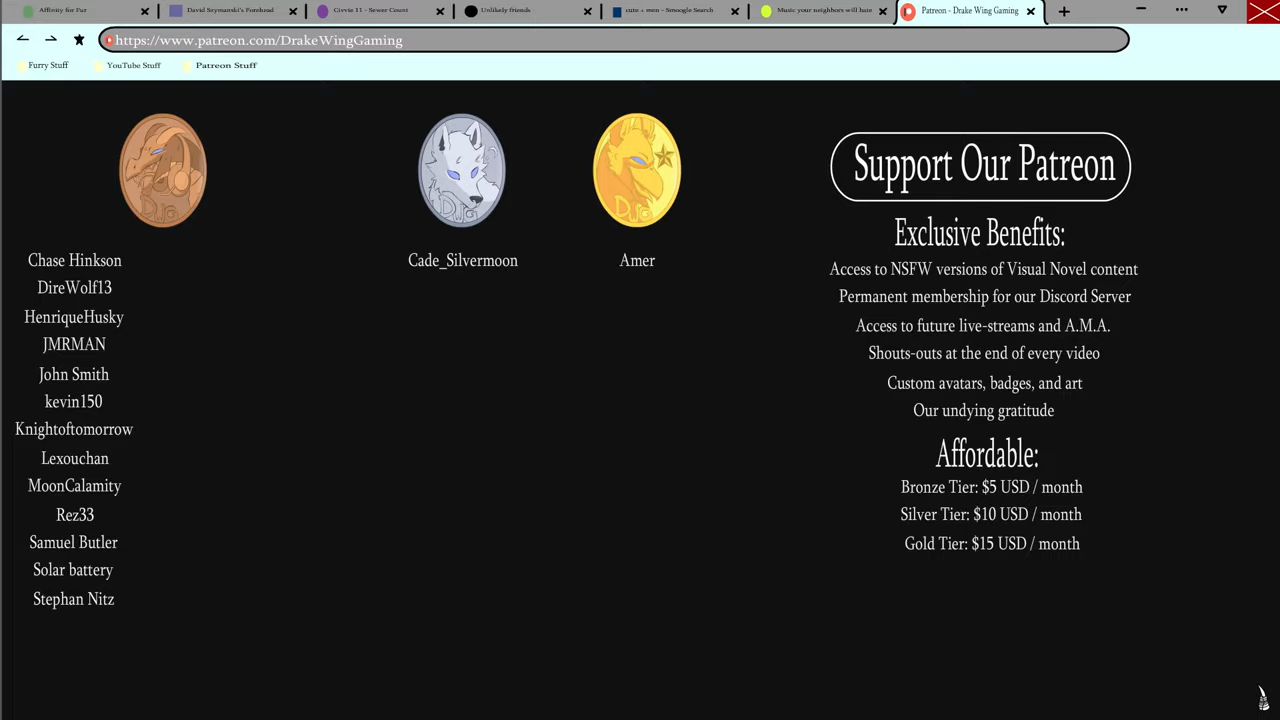 Affinity for Fur
David Szymanski's Forehead
Civvie 11 - Sewer Count
Unlikely friends
cute + men - Smoogle Search
Music your neighbors will hate
Patreon - Drake Wing Gaming
https://www.patreon.com/DrakeWingGaming
Furry Stuff
YouTube Stuff
Patreon Stuff
DWG
DWG
DWG
Chase Hinkson
DireWolf13
HenriqueHusky
JMRMAN
John Smith
kevin150
Knightoftomorrow
Lexouchan
MoonCalamity
Rez33
Samuel Butler
Solar battery
Stephan Nitz
Cade_Silvermoon
Amer
Support Our Patreon
Exclusive Benefits:
Access to NSFW versions of Visual Novel content
Permanent membership for our Discord Server
Access to future live-streams and A.M.A.
Shouts-outs at the end of every video
Custom avatars, badges, and art
Our undying gratitude
Affordable:
Bronze Tier: $5 USD / month
Silver Tier: $10 USD / month
Gold Tier: $15 USD / month